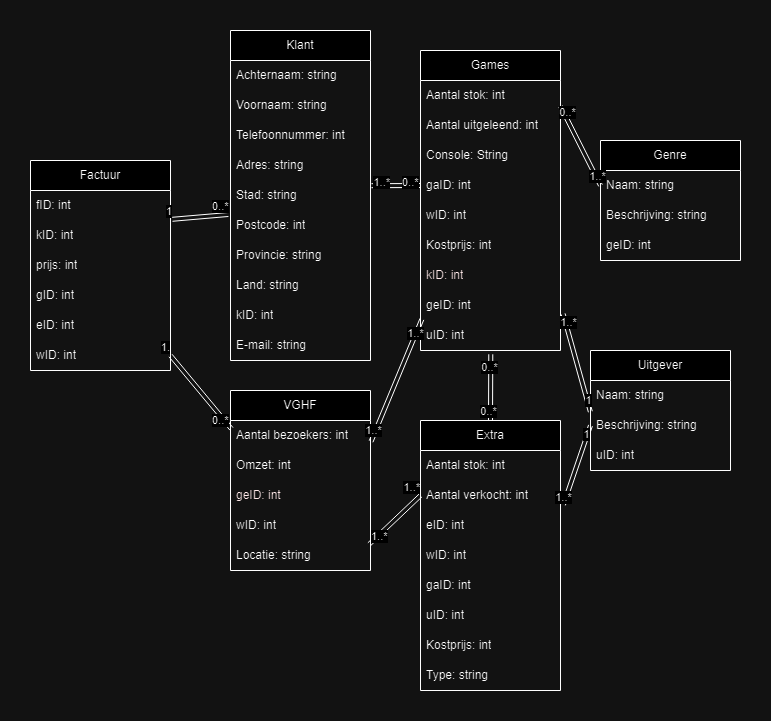 Factuur
fID: int
kID: int
prijs: int
gID: int
eID: int
wID: int
1
0..*
1.
0..*
Klant
Achternaam: string
Voornaam: string
Telefoonnummer: int
Adres: string
Stad: string
Postcode: int
Provincie: string
Land: string
kID: int
E-mail: string
1..*
0..*
VGHF
Aantal bezoekers: int
Omzet: int
geID: int
wID: int
Locatie: string
1..*
1..*
1..*
1..*
Games
Aantal stok: int
Aantal uitgeleend: int
Console: String
gaID: int
wID: int
Kostprijs: int
kID: int
geID: int
uID: int
0..*
1..*
0..*
0..*
1..*
1
Extra
Aantal stok: int
Aantal verkocht: int
eID: int
wID: int
gaID: int
uID: int
Kostprijs: int
Type: string
1
1..*
Genre
Naam: string
Beschrijving: string
geID: int
Uitgever
Naam: string
Beschrijving: string
uID: int